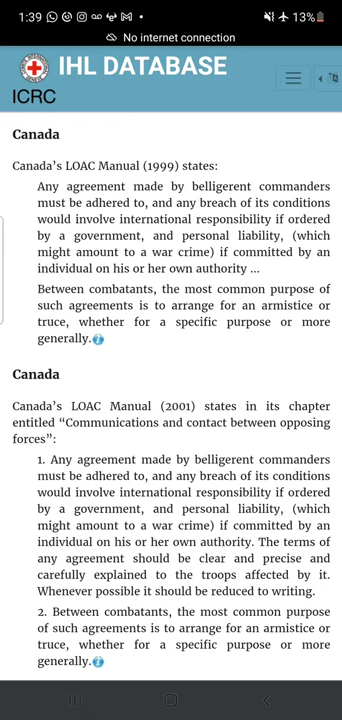 1:39 • 13%
No internet connection
IHL DATABASE
ICRC
Canada
Canada's LOAC Manual (1999) states:
Any agreement made by belligerent commanders
must be adhered to, and any breach of its conditions
would involve international responsibility if ordered
by a government, and personal liability, (which
might amount to a war crime) if committed by an
individual on his or her own authority ...
Between combatants, the most common purpose of
such agreements is to arrange for an armistice or
truce, whether for a specific purpose or more
generally.
Canada
Canada's LOAC Manual (2001) states in its chapter
entitled “Communications and contact between opposing
forces”:
1. Any agreement made by belligerent commanders
must be adhered to, and any breach of its conditions
would involve international responsibility if ordered
by a government, and personal liability, (which
might amount to a war crime) if committed by an
individual on his or her own authority. The terms of
any agreement should be clear and precise and
carefully explained to the troops affected by it.
Whenever possible it should be reduced to writing.
2. Between combatants, the most common purpose
of such agreements is to arrange for an armistice or
truce, whether for a specific purpose or more
generally.